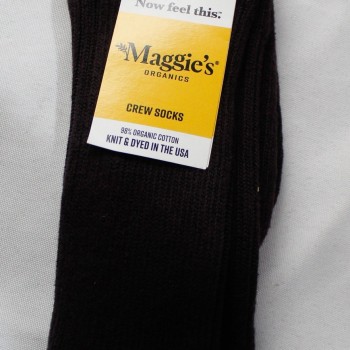 Now feel this.
Maggie's®
ORGANICS
CREW SOCKS
98% ORGANIC COTTON
KNIT & DYED IN THE USA